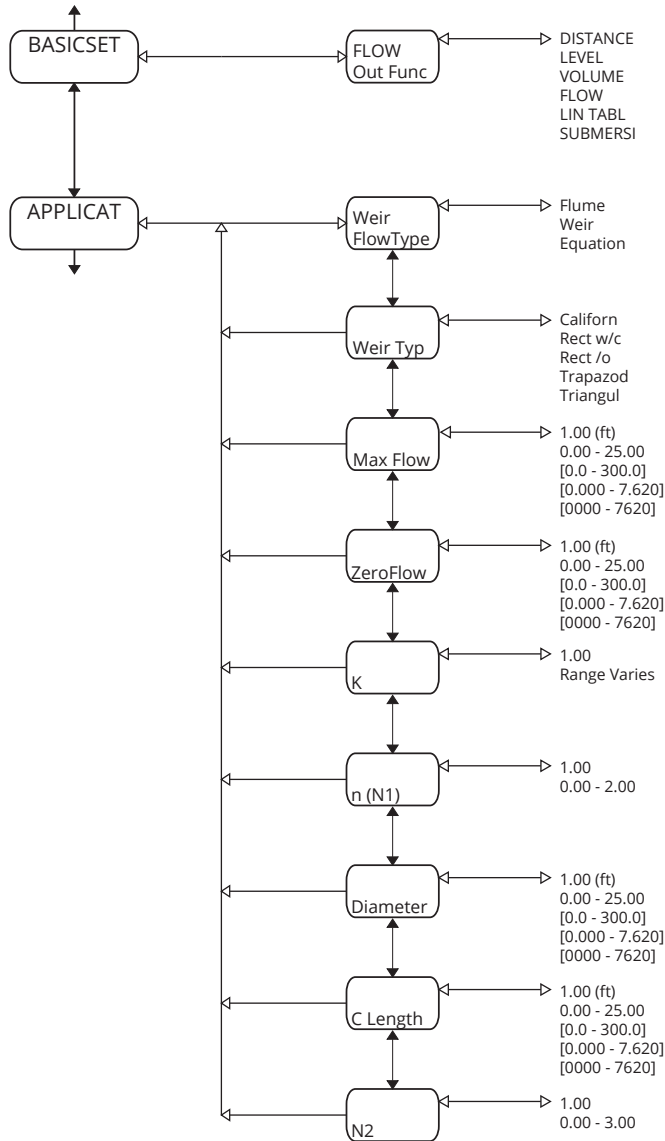 BASICSET
FLOW
Out Func
DISTANCE
LEVEL
VOLUME
FLOW
LIN TABL
SUBMERSI
APPLICAT
Weir
FlowType
Flume
Weir
Equation
Weir Typ
Californ
Rect w/c
Rect /o
Trapazod
Triangul
Max Flow
1.00 (ft)
0.00 - 25.00
[0.0 - 300.0]
[0.000 - 7.620]
[0000 - 7620]
ZeroFlow
1.00 (ft)
0.00 - 25.00
[0.0 - 300.0]
[0.000 - 7.620]
[0000 - 7620]
K
1.00
Range Varies
n (N1)
1.00
0.00 - 2.00
Diameter
1.00 (ft)
0.00 - 25.00
[0.0 - 300.0]
[0.000 - 7.620]
[0000 - 7620]
C Length
1.00 (ft)
0.00 - 25.00
[0.0 - 300.0]
[0.000 - 7.620]
[0000 - 7620]
N2
1.00
0.00 - 3.00